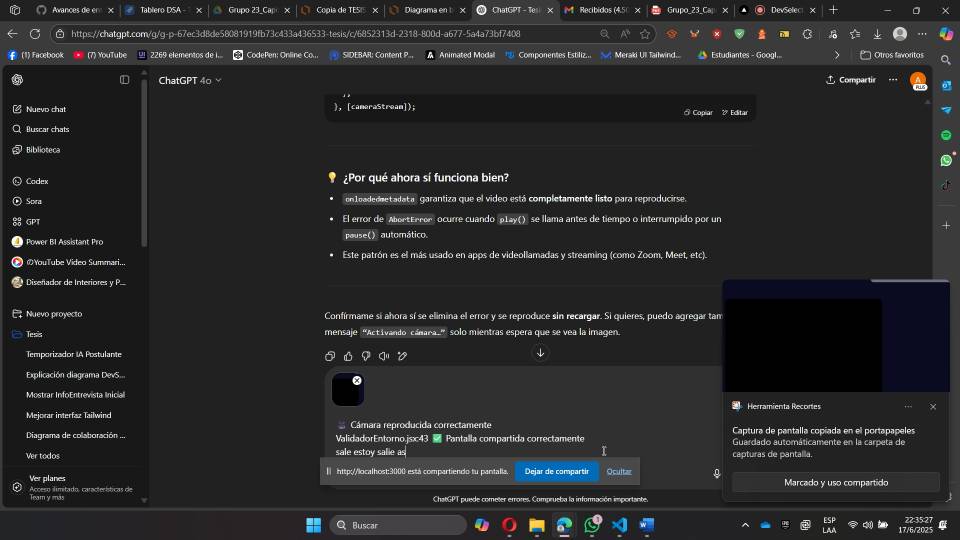 Avances de em
Tablero DSA - T
Grupo 23_Cap
Copia de TESIS
Diagrama en b
ChatGPT - Tesi
Recibidos (4.50
Grupo_23_Capi
DevSelect
https://chatgpt.com/g/g-p-67ec3d8de58081919fb73c433a436533-tesis/c/6852313d-2318-800d-a677-5a4a73bf7408
(1) Facebook
(7) YouTube
2269 elementos de i...
CodePen: Online Co...
SIDEBAR: Content P...
Animated Modal
Componentes Estiliz...
Meraki UI Tailwind...
Estudiantes - Googl...
Otros favoritos
ChatGPT 4o
Compartir
A
PLUS
Nuevo chat
Buscar chats
Biblioteca
Codex
Sora
GPT
Power BI Assistant Pro
YouTube Video Summari...
Diseñador de Interiores y P...
Nuevo proyecto
Tesis
Temporizador IA Postulante
Explicación diagrama DevS...
Mostrar InfoEntrevista Inicial
Mejorar interfaz Tailwind
Diagrama de colaboración ...
Ver todos
Ver planes
Acceso ilimitado, características de
Team y más
}, [cameraStream]);
Copiar
Editar
💡 ¿Por qué ahora sí funciona bien?
• onloadedmetadata garantiza que el video está completamente listo para reproducirse.
• El error de AbortError ocurre cuando play() se llama antes de tiempo o interrumpido por un
pause() automático.
• Este patrón es el más usado en apps de videollamadas y streaming (como Zoom, Meet, etc).
Confírmame si ahora sí se elimina el error y se reproduce sin recargar. Si quieres, puedo agregar tam
mensaje "Activando cámara…" solo mientras espera que se vea la imagen.
Cámara reproducida correctamente
ValidadorEntorno.jsx:43 ✅ Pantalla compartida correctamente
sale estoy salie as
http://localhost:3000 está compartiendo tu pantalla.
Dejar de compartir
Ocultar
ChatGPT puede cometer errores. Comprueba la información importante.
Herramienta Recortes
Captura de pantalla copiada en el portapapeles
Guardado automáticamente en la carpeta de
capturas de pantalla.
Marcado y uso compartido
Buscar
1
ESP
LAA
22:35:27
17/6/2025